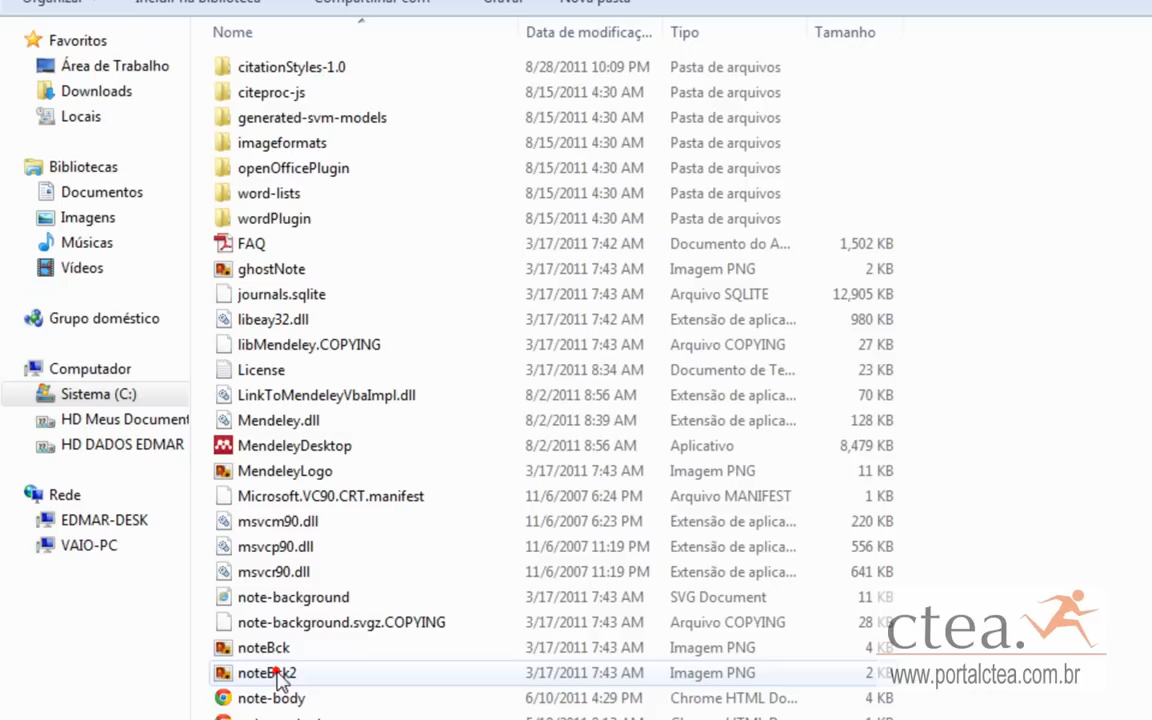 Organizar Incluir na biblioteca Compartilhar com Gravar Nova pasta
Nome Data de modificaç... Tipo Tamanho
Favoritos
Área de Trabalho
Downloads
Locais
Bibliotecas
Documentos
Imagens
Músicas
Vídeos
Grupo doméstico
Computador
Sistema (C:)
HD Meus Document
HD DADOS EDMAR
Rede
EDMAR-DESK
VAIO-PC
citationStyles-1.0 8/28/2011 10:09 PM Pasta de arquivos
citeproc-js 8/15/2011 4:30 AM Pasta de arquivos
generated-svm-models 8/15/2011 4:30 AM Pasta de arquivos
imageformats 8/15/2011 4:30 AM Pasta de arquivos
openOfficePlugin 8/15/2011 4:30 AM Pasta de arquivos
word-lists 8/15/2011 4:30 AM Pasta de arquivos
wordPlugin 8/15/2011 4:30 AM Pasta de arquivos
FAQ 3/17/2011 7:42 AM Documento do A... 1,502 KB
ghostNote 3/17/2011 7:43 AM Imagem PNG 2 KB
journals.sqlite 3/17/2011 7:43 AM Arquivo SQLITE 12,905 KB
libeay32.dll 3/17/2011 7:42 AM Extensão de aplica... 980 KB
libMendeley.COPYING 3/17/2011 7:43 AM Arquivo COPYING 27 KB
License 3/17/2011 8:34 AM Documento de Te... 23 KB
LinkToMendeleyVbaImpl.dll 8/2/2011 8:56 AM Extensão de aplica... 70 KB
Mendeley.dll 8/2/2011 8:39 AM Extensão de aplica... 128 KB
MendeleyDesktop 8/2/2011 8:56 AM Aplicativo 8,479 KB
MendeleyLogo 3/17/2011 7:43 AM Imagem PNG 11 KB
Microsoft.VC90.CRT.manifest 11/6/2007 6:24 PM Arquivo MANIFEST 1 KB
msvcm90.dll 11/6/2007 6:23 PM Extensão de aplica... 220 KB
msvcp90.dll 11/6/2007 11:19 PM Extensão de aplica... 556 KB
msvcr90.dll 11/6/2007 11:19 PM Extensão de aplica... 641 KB
note-background 3/17/2011 7:43 AM SVG Document 11 KB
note-background.svgz.COPYING 3/17/2011 7:43 AM Arquivo COPYING 28 KB
noteBck 3/17/2011 7:43 AM Imagem PNG 4 KB
noteBck2 3/17/2011 7:43 AM Imagem PNG 2 KB
note-body 6/10/2011 4:29 PM Chrome HTML Do...
ctea.
www.portalctea.com.br